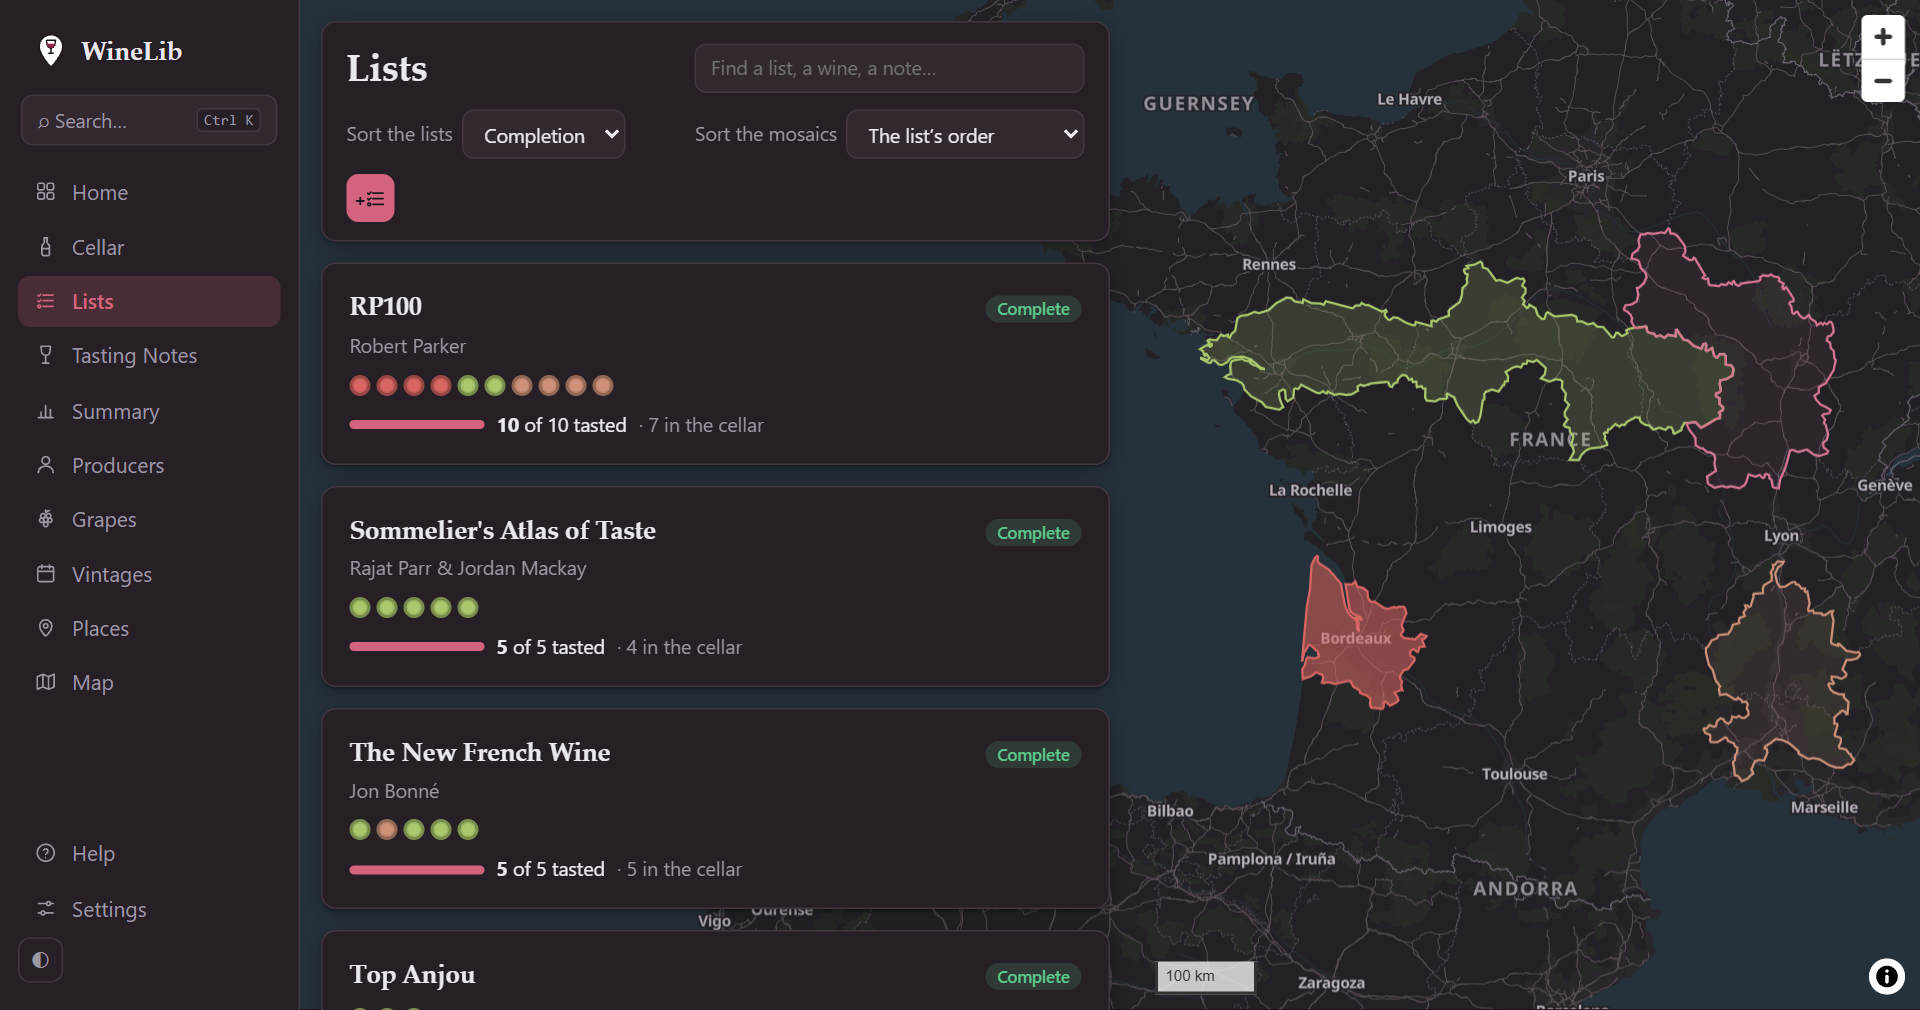 WineLib
Search...
Ctrl K
Home
Cellar
Lists
Tasting Notes
Summary
Producers
Grapes
Vintages
Places
Map
Help
Settings
Lists
Find a list, a wine, a note...
Sort the lists
Completion
Sort the mosaics
The list's order
RP100
Complete
Robert Parker
10 of 10 tasted · 7 in the cellar
Sommelier's Atlas of Taste
Complete
Rajat Parr & Jordan Mackay
5 of 5 tasted · 4 in the cellar
The New French Wine
Complete
Jon Bonné
5 of 5 tasted · 5 in the cellar
Top Anjou
Complete
Vigo
Ourense
GUERNSEY
Le Havre
Paris
Rennes
FRANCE
La Rochelle
Limoges
Genève
Lyon
Bordeaux
Toulouse
Marseille
Bilbao
Pamplona / Iruña
ANDORRA
100 km
Zaragoza
+
−